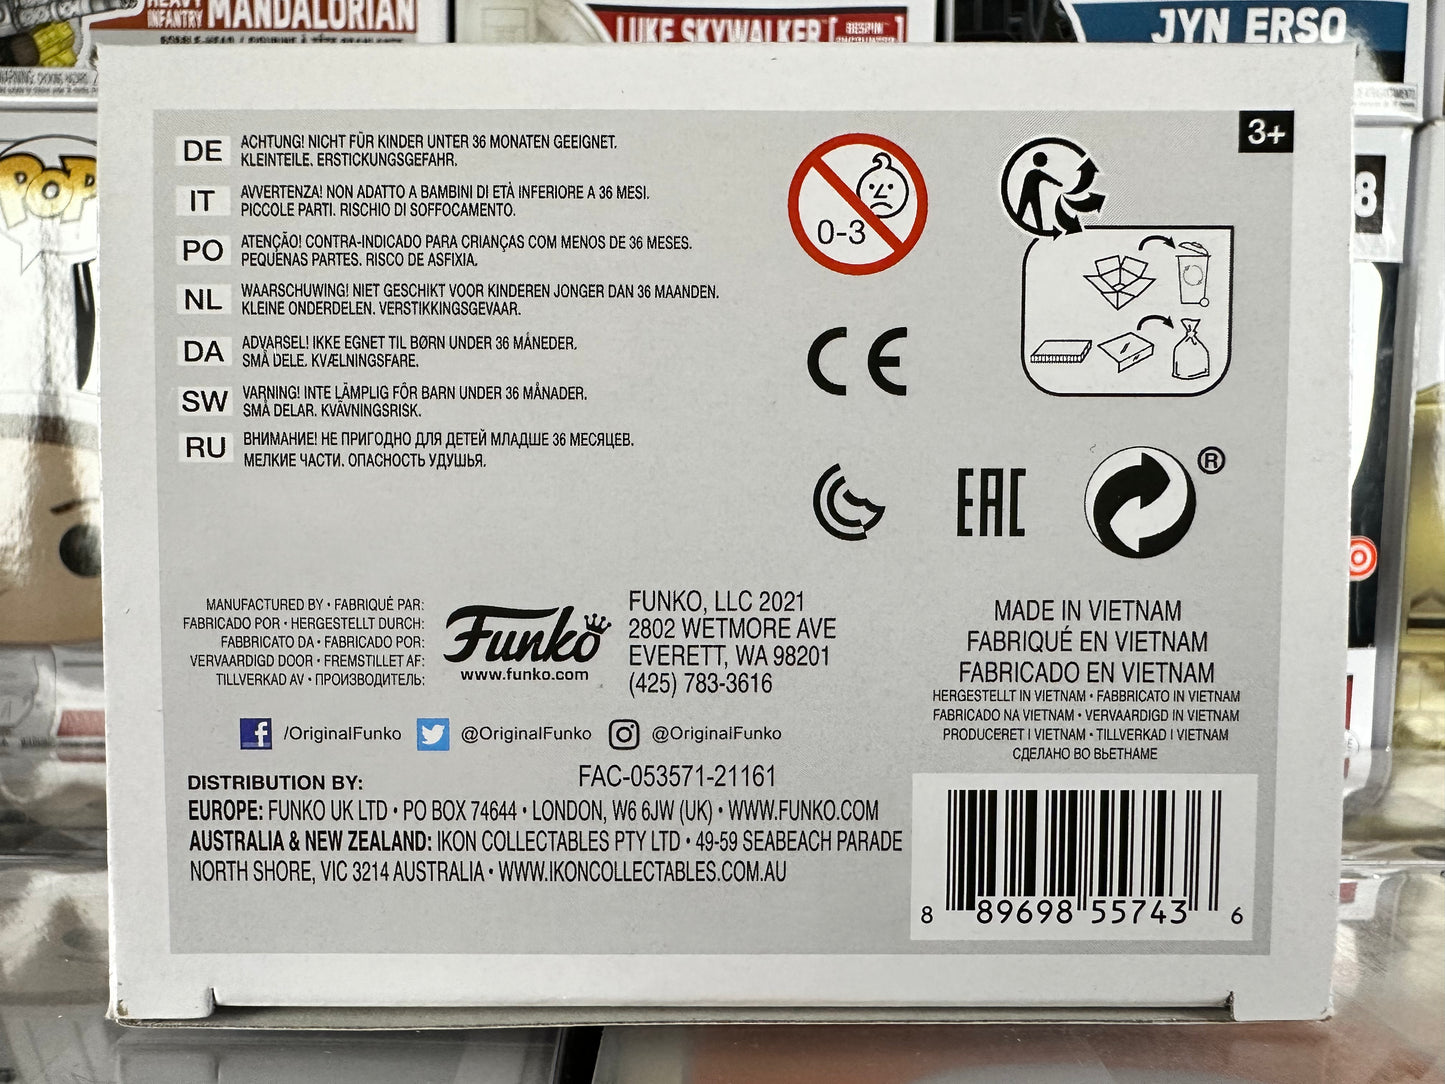 HEAVY
INFANTRY MANDALORIAN
LUKE SKYWALKER [BESPIN
JYN ERSO
POP
8
3+
DE ACHTUNG! NICHT FÜR KINDER UNTER 36 MONATEN GEEIGNET.
KLEINTEILE. ERSTICKUNGSGEFAHR.
IT AVVERTENZA! NON ADATTO A BAMBINI DI ETÀ INFERIORE A 36 MESI.
PICCOLE PARTI. RISCHIO DI SOFFOCAMENTO.
PO ATENÇÃO! CONTRA-INDICADO PARA CRIANÇAS COM MENOS DE 36 MESES.
PEQUENAS PARTES. RISCO DE ASFIXIA.
NL WAARSCHUWING! NIET GESCHIKT VOOR KINDEREN JONGER DAN 36 MAANDEN.
KLEINE ONDERDELEN. VERSTIKKINGSGEVAAR.
DA ADVARSEL! IKKE EGNET TIL BØRN UNDER 36 MÅNEDER.
SMÅ DELE. KVÆLNINGSFARE.
SW VARNING! INTE LÄMPLIG FÖR BARN UNDER 36 MÅNADER.
SMÅ DELAR. KVÄVNINGSRISK.
RU ВНИМАНИЕ! НЕ ПРИГОДНО ДЛЯ ДЕТЕЙ МЛАДШЕ 36 МЕСЯЦЕВ.
МЕЛКИЕ ЧАСТИ. ОПАСНОСТЬ УДУШЬЯ.
0-3
CE
EAC
®
MANUFACTURED BY • FABRIQUÉ PAR:
FABRICADO POR • HERGESTELLT DURCH:
FABBRICATO DA • FABRICADO POR:
VERVAARDIGD DOOR • FREMSTILLET AF:
TILLVERKAD AV • ПРОИЗВОДИТЕЛЬ:
Funko
www.funko.com
FUNKO, LLC 2021
2802 WETMORE AVE
EVERETT, WA 98201
(425) 783-3616
MADE IN VIETNAM
FABRIQUÉ EN VIETNAM
FABRICADO EN VIETNAM
HERGESTELLT IN VIETNAM • FABBRICATO IN VIETNAM
FABRICADO NA VIETNAM • VERVAARDIGD IN VIETNAM
PRODUCERET I VIETNAM • TILLVERKAD I VIETNAM
СДЕЛАНО ВО ВЬЕТНАМЕ
/OriginalFunko @OriginalFunko @OriginalFunko
FAC-053571-21161
DISTRIBUTION BY:
EUROPE: FUNKO UK LTD • PO BOX 74644 • LONDON, W6 6JW (UK) • WWW.FUNKO.COM
AUSTRALIA & NEW ZEALAND: IKON COLLECTABLES PTY LTD • 49-59 SEABEACH PARADE
NORTH SHORE, VIC 3214 AUSTRALIA • WWW.IKONCOLLECTABLES.COM.AU
8 89698 55743 6